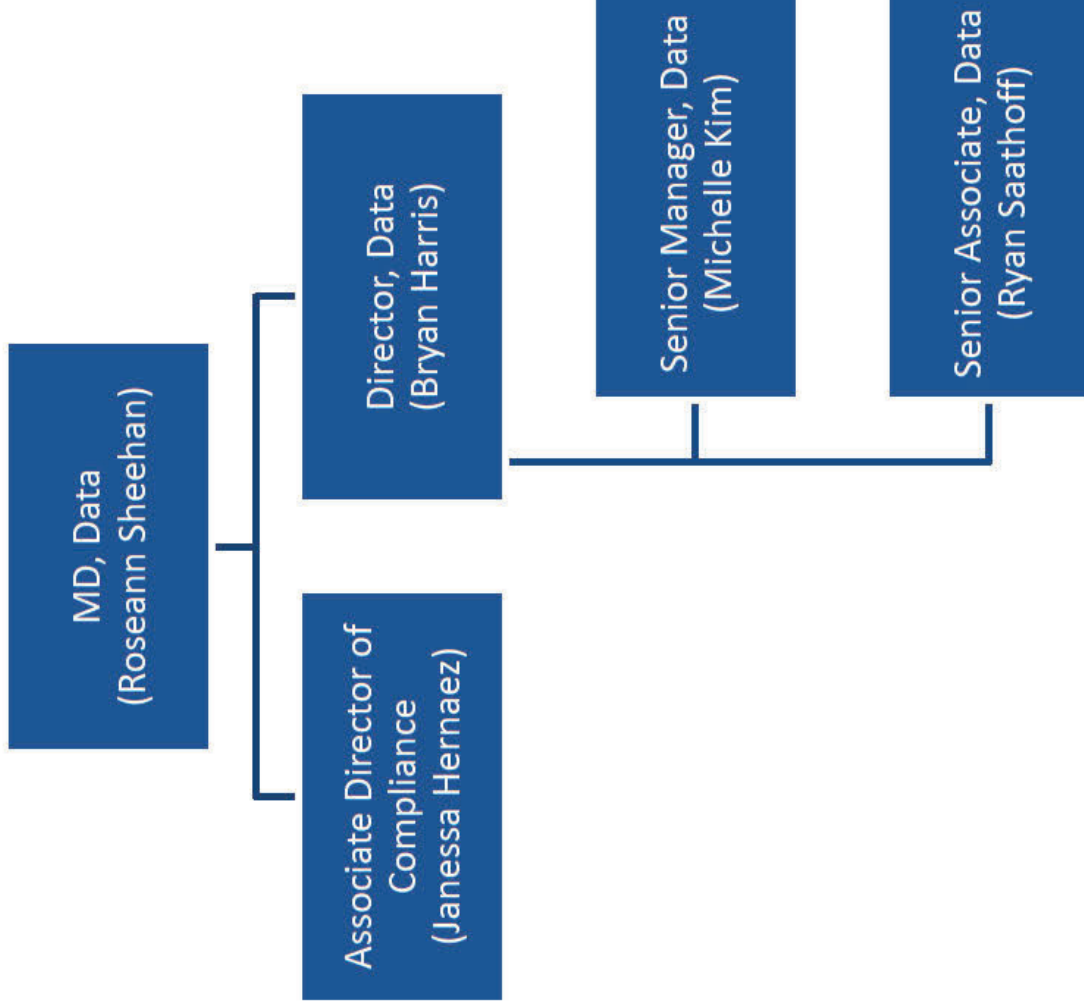 MD, Data
(Roseann Sheehan)
Associate Director of
Compliance
(Janessa Hernaez)
Director, Data
(Bryan Harris)
Senior Manager, Data
(Michelle Kim)
Senior Associate, Data
(Ryan Saathoff)